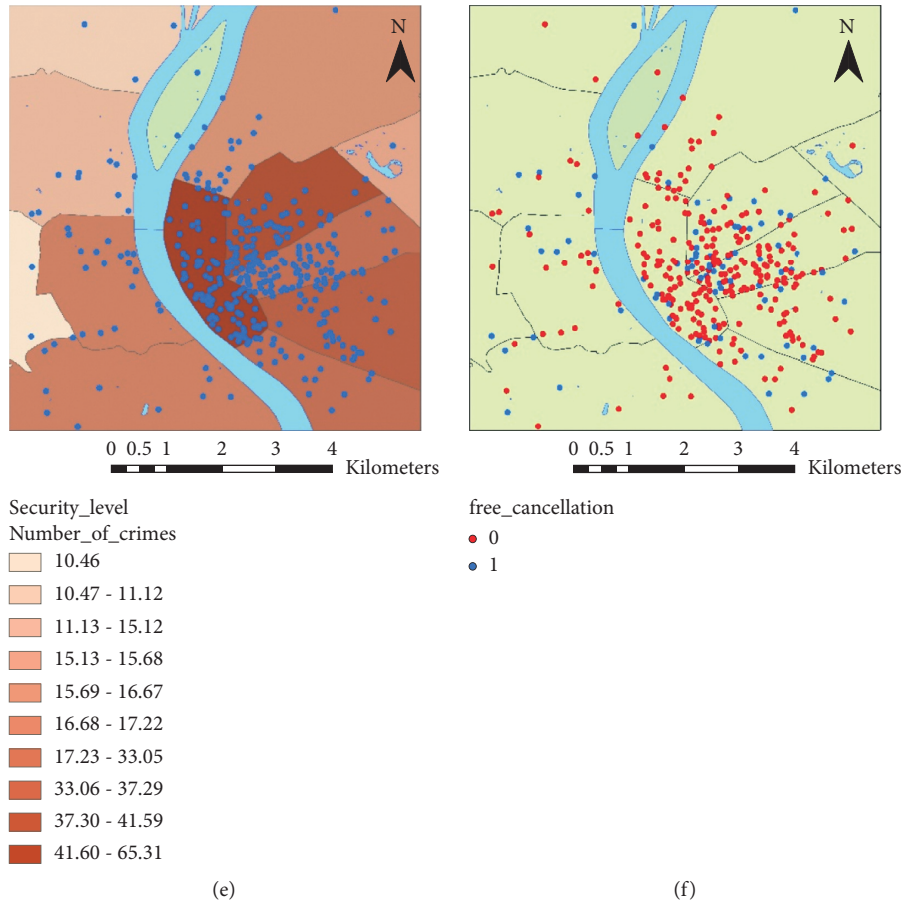 N
N
0 0.5 1 2 3 4
Kilometers
0 0.5 1 2 3 4
Kilometers
Security_level
Number_of_crimes
10.46
10.47 - 11.12
11.13 - 15.12
15.13 - 15.68
15.69 - 16.67
16.68 - 17.22
17.23 - 33.05
33.06 - 37.29
37.30 - 41.59
41.60 - 65.31
free_cancellation
0
1
(e)
(f)